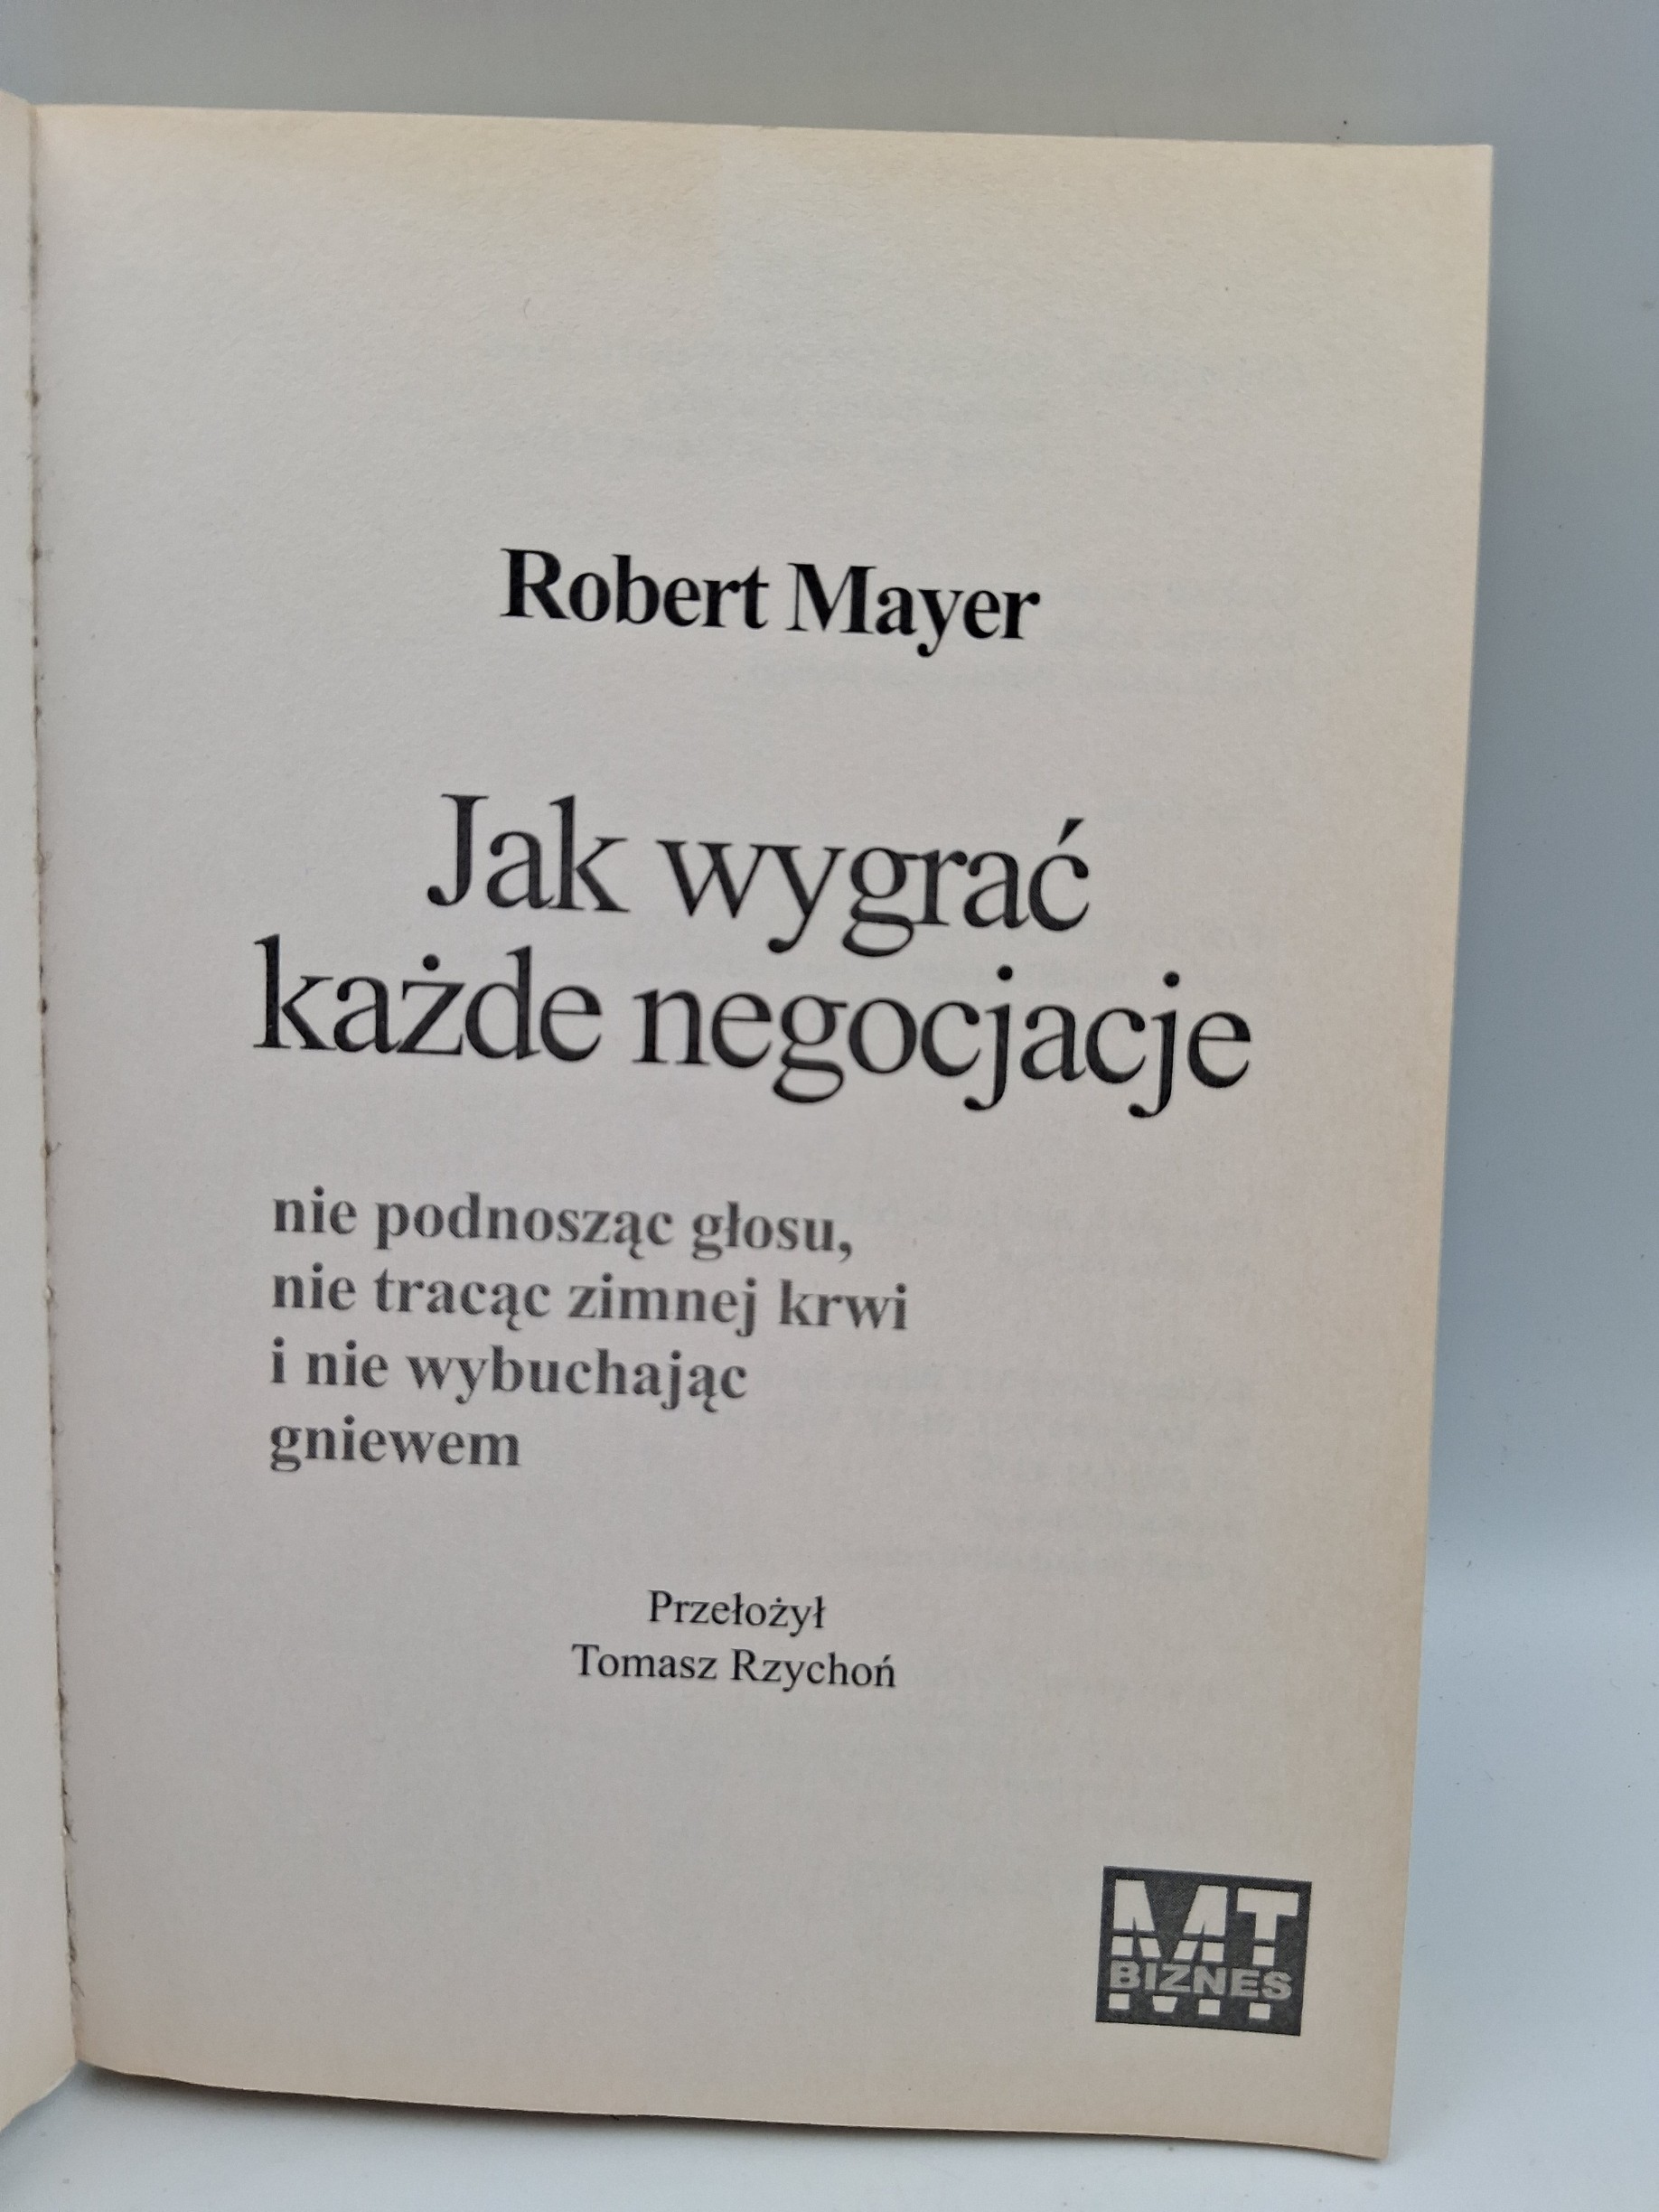 Robert Mayer
Jak wygrać
każde negocjacje
nie podnosząc głosu,
nie tracąc zimnej krwi
i nie wybuchając
gniewem
Przełożył
Tomasz Rzychoń
MT
BIZNES